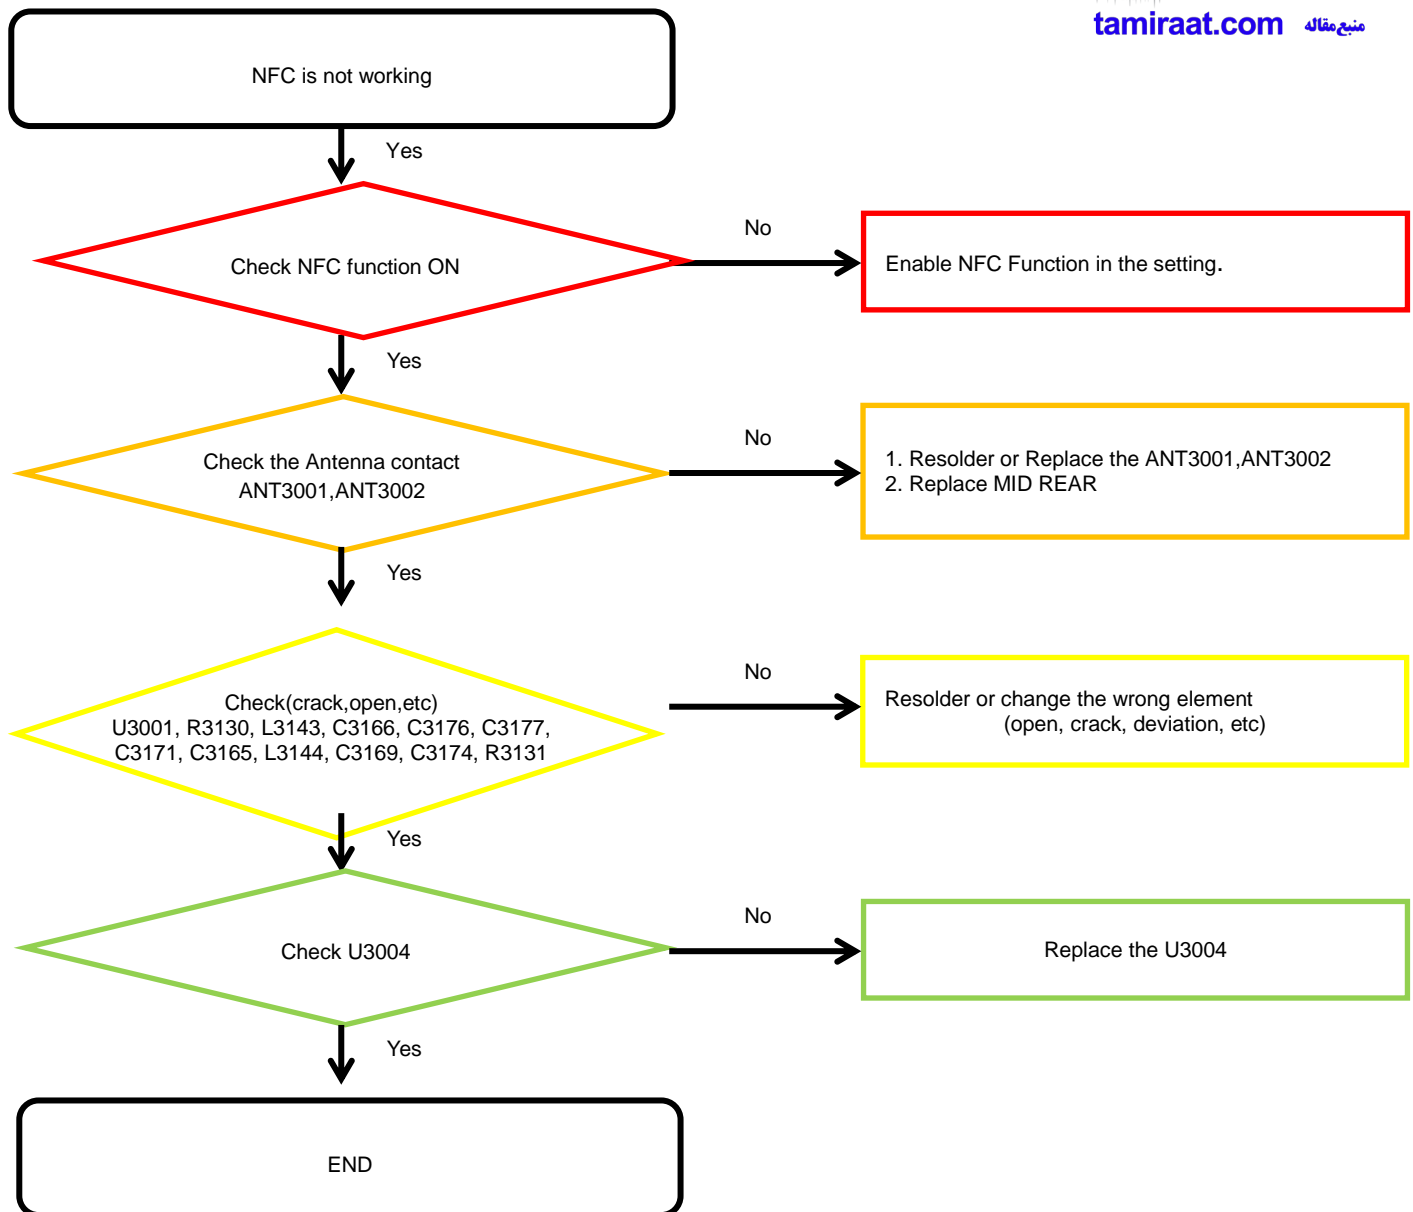 tamiraat.com منبع مقاله
NFC is not working
Yes
Check NFC function ON
No
Enable NFC Function in the setting.
Yes
Check the Antenna contact
ANT3001,ANT3002
No
1. Resolder or Replace the ANT3001,ANT3002
2. Replace MID REAR
Yes
Check(crack,open,etc)
U3001, R3130, L3143, C3166, C3176, C3177,
C3171, C3165, L3144, C3169, C3174, R3131
No
Resolder or change the wrong element
(open, crack, deviation, etc)
Yes
Check U3004
No
Replace the U3004
Yes
END